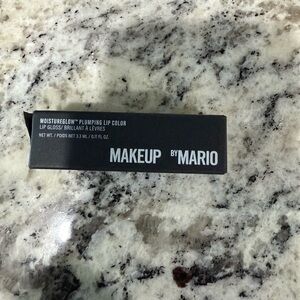 MOISTUREGLOW™ PLUMPING LIP COLOR
LIP GLOSS/ BRILLANT À LÈVRES
NET WT. / POIDS NET 3.3 ML / 0.11 FL OZ.
MAKEUP BY MARIO